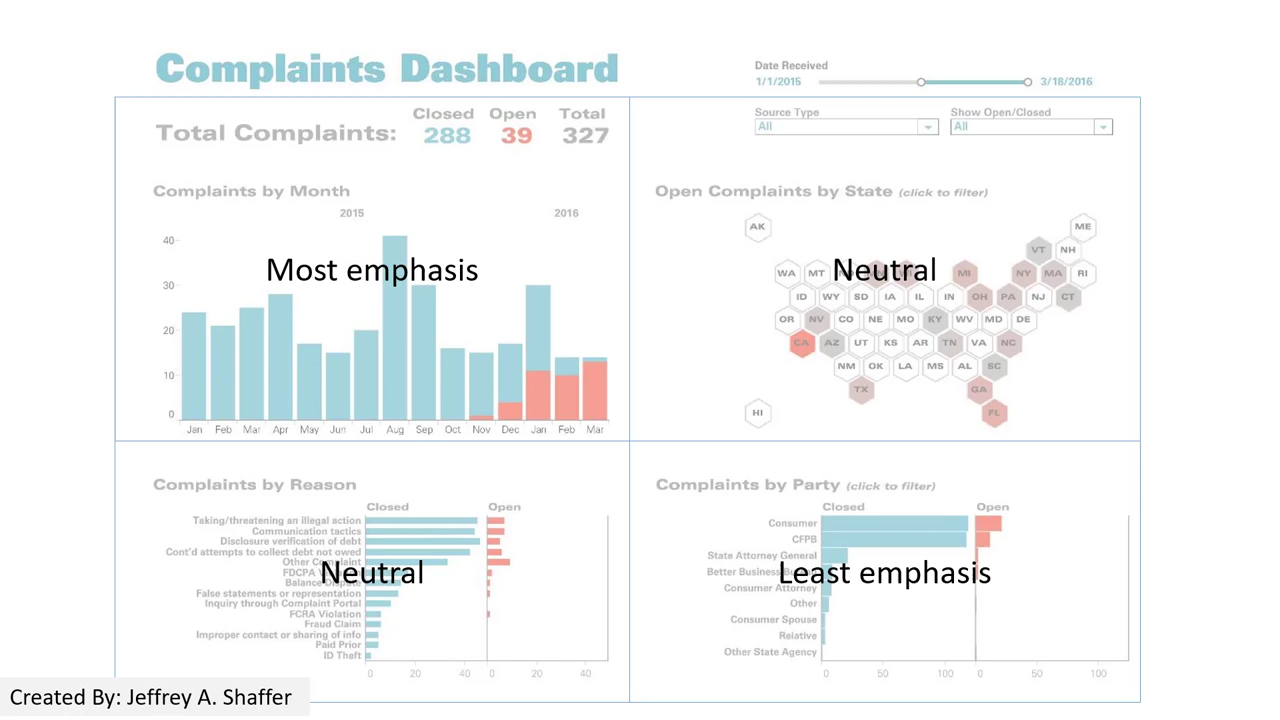 Complaints Dashboard
Date Received
1/1/2015 3/18/2016
Closed Open Total
Total Complaints: 288 39 327
Source Type Show Open/Closed
All All
Complaints by Month
2015 2016
40
30
20
10
0
Jan Feb Mar Apr May Jun Jul Aug Sep Oct Nov Dec Jan Feb Mar
Most emphasis
Open Complaints by State (click to filter)
AK ME
VT NH
WA MT MI NY MA RI
ID WY SD IA IL IN OH PA NJ CT
OR NV CO NE MO KY WV MD DE
CA AZ UT KS AR TN VA NC
NM OK LA MS AL SC
TX GA
HI FL
Neutral
Complaints by Reason
Closed Open
Taking/threatening an illegal action
Communication tactics
Disclosure verification of debt
Cont'd attempts to collect debt not owed
Other Complaint
FDCPA
Balance Dispute
False statements or representation
Inquiry through Complaint Portal
FCRA Violation
Fraud Claim
Improper contact or sharing of info
Paid Prior
ID Theft
0 20 40 0 20 40
Neutral
Complaints by Party (click to filter)
Closed Open
Consumer
CFPB
State Attorney General
Better Business
Consumer Attorney
Other
Consumer Spouse
Relative
Other State Agency
0 50 100 0 50 100
Least emphasis
Created By: Jeffrey A. Shaffer